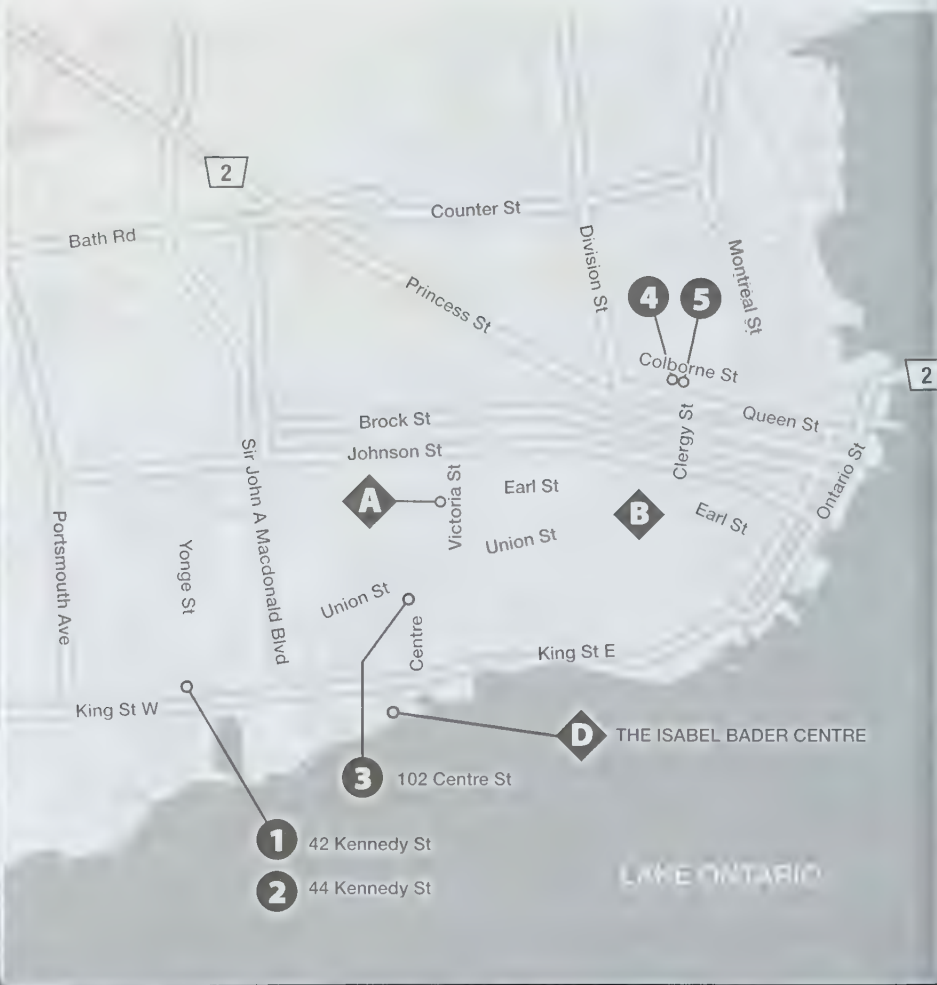 2
Counter St
Bath Rd
Division St
Montreal St
4
5
Princess St
Colborne St
2
Brock St
Queen St
Johnson St
Clergy St
Sir John A Macdonald Blvd
Ontario St
A
Victoria St
Earl St
B
Earl St
Union St
Portsmouth Ave
Yonge St
Union St
Centre
King St E
King St W
D THE ISABEL BADER CENTRE
3 102 Centre St
1 42 Kennedy St
2 44 Kennedy St
LAKE ONTARIO